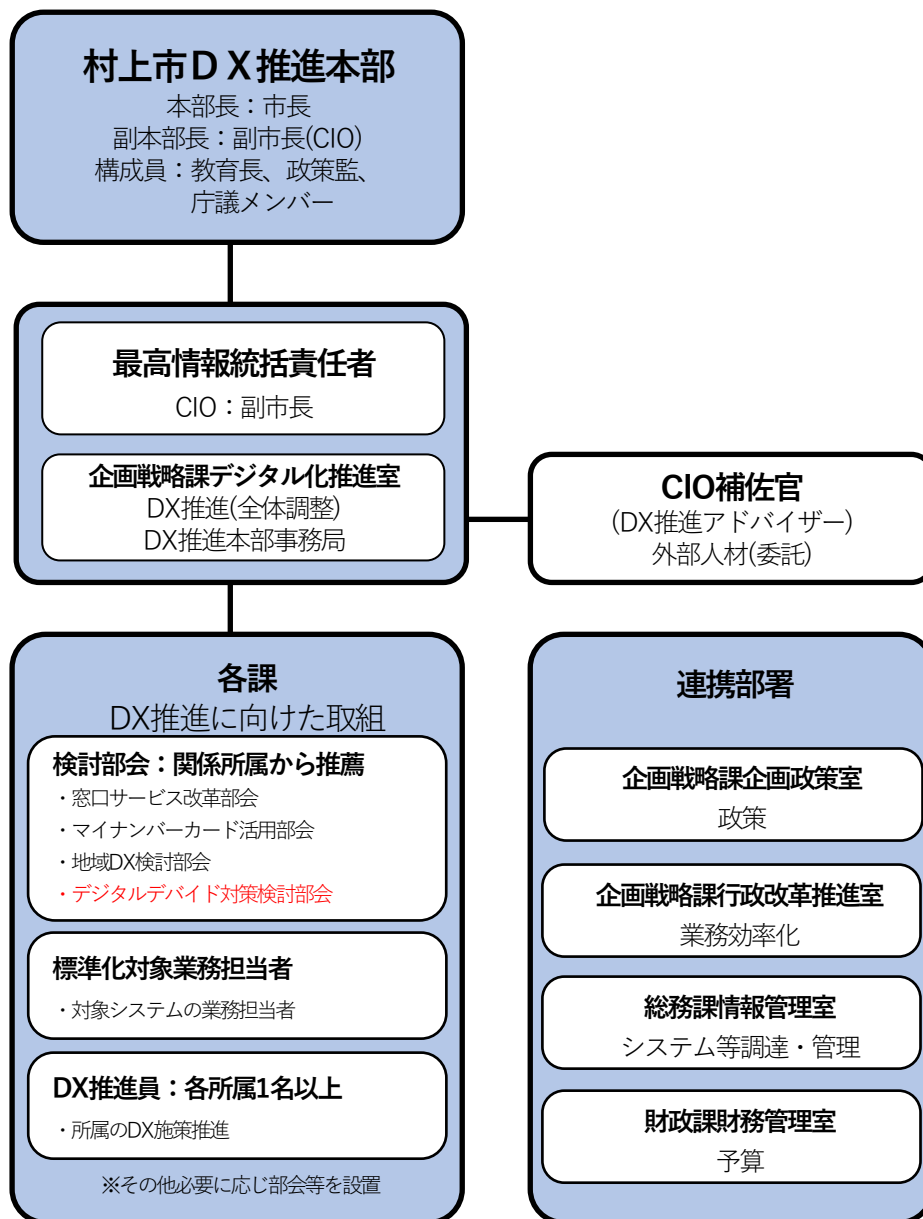 村上市ＤＸ推進本部
本部長：市長
副本部長：副市長(CIO)
構成員：教育長、政策監、
庁議メンバー
最高情報統括責任者
CIO：副市長
企画戦略課デジタル化推進室
DX推進(全体調整)
DX推進本部事務局
CIO補佐官
(DX推進アドバイザー)
外部人材(委託)
各課
DX推進に向けた取組
検討部会：関係所属から推薦
・窓口サービス改革部会
・マイナンバーカード活用部会
・地域DX検討部会
・デジタルデバイド対策検討部会
標準化対象業務担当者
・対象システムの業務担当者
DX推進員：各所属1名以上
・所属のDX施策推進
※その他必要に応じ部会等を設置
連携部署
企画戦略課企画政策室
政策
企画戦略課行政改革推進室
業務効率化
総務課情報管理室
システム等調達・管理
財政課財務管理室
予算